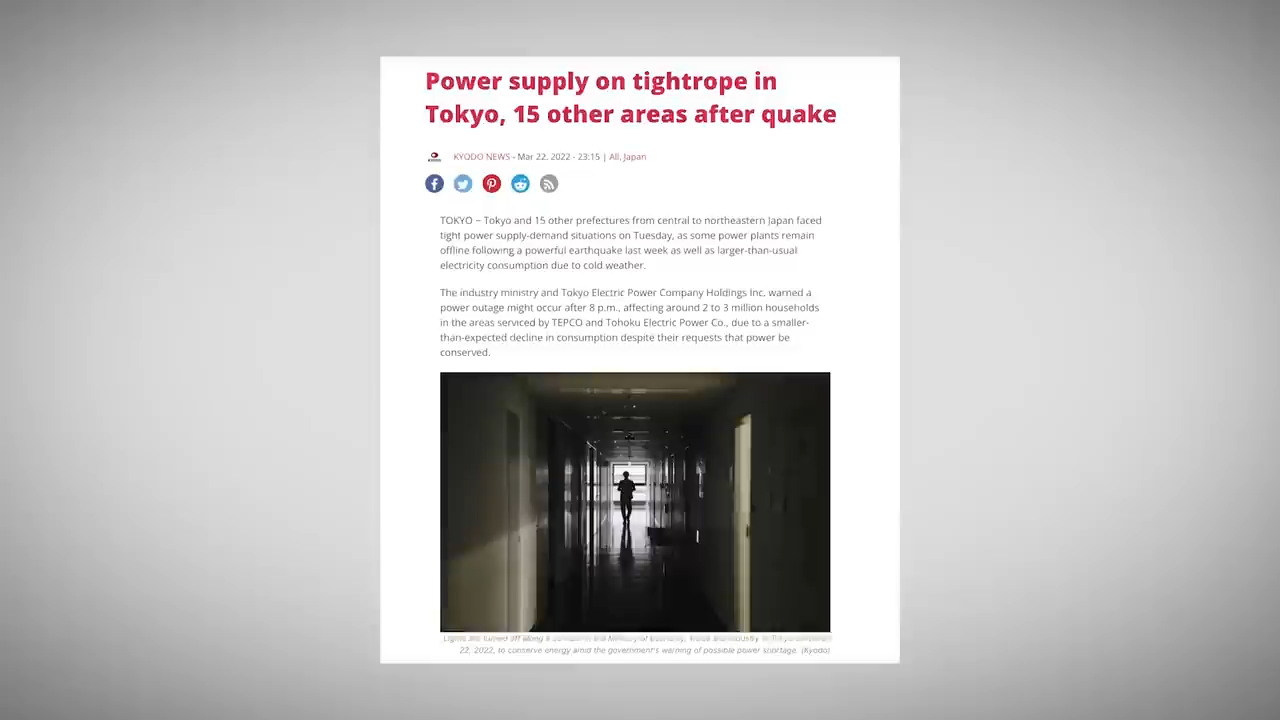 Power supply on tightrope in
Tokyo, 15 other areas after quake
KYODO NEWS - Mar 22, 2022 - 23:15 | All, Japan
TOKYO – Tokyo and 15 other prefectures from central to northeastern Japan faced
tight power supply-demand situations on Tuesday, as some power plants remain
offline following a powerful earthquake last week as well as larger-than-usual
electricity consumption due to cold weather.
The industry ministry and Tokyo Electric Power Company Holdings Inc. warned a
power outage might occur after 8 p.m., affecting around 2 to 3 million households
in the areas serviced by TEPCO and Tohoku Electric Power Co., due to a smaller-
than-expected decline in consumption despite their requests that power be
conserved.
Lights are turned off along a
22, 2022, to conserve energy amid the government's warning of possible power shortage. (Kyodo)